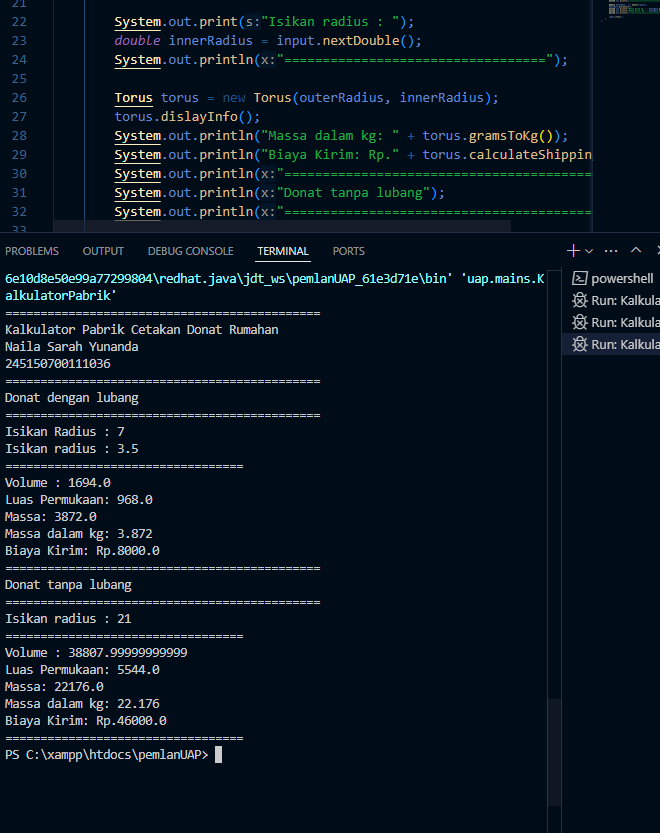 21
22 System.out.print(s:"Isikan radius : ");
23 double innerRadius = input.nextDouble();
24 System.out.println(x:"==================================");
25
26 Torus torus = new Torus(outerRadius, innerRadius);
27 torus.dislayInfo();
28 System.out.println("Massa dalam kg: " + torus.gramsToKg());
29 System.out.println("Biaya Kirim: Rp." + torus.calculateShippin
30 System.out.println(x:"========================================
31 System.out.println(x:"Donat tanpa lubang");
32 System.out.println(x:"========================================
33
PROBLEMS OUTPUT DEBUG CONSOLE TERMINAL PORTS
6e10d8e50e99a77299804\redhat.java\jdt_ws\pemlanUAP_61e3d71e\bin' 'uap.mains.K
alkulatorPabrik'
=========================================
Kalkulator Pabrik Cetakan Donat Rumahan
Naila Sarah Yunanda
245150700111036
=========================================
Donat dengan lubang
=========================================
Isikan Radius : 7
Isikan radius : 3.5
===============================
Volume : 1694.0
Luas Permukaan: 968.0
Massa: 3872.0
Massa dalam kg: 3.872
Biaya Kirim: Rp.8000.0
=========================================
Donat tanpa lubang
=========================================
Isikan radius : 21
===============================
Volume : 38807.99999999999
Luas Permukaan: 5544.0
Massa: 22176.0
Massa dalam kg: 22.176
Biaya Kirim: Rp.46000.0
===============================
PS C:\xampp\htdocs\pemlanUAP>
powershell
Run: Kalkula
Run: Kalkula
Run: Kalkula